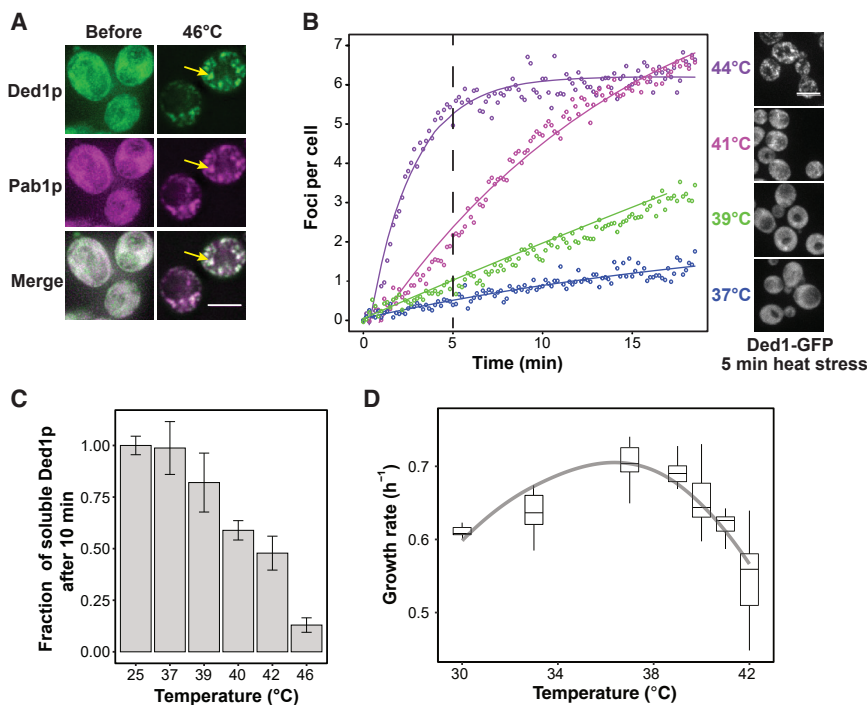 A
Before
46°C
Ded1p
Pab1p
Merge
B
Foci per cell
7
6
5
4
3
2
1
0
0
5
10
15
Time (min)
44°C
41°C
39°C
37°C
Ded1-GFP
5 min heat stress
C
Fraction of soluble Ded1p
after 10 min
1.00
0.75
0.50
0.25
0.00
25
37
39
40
42
46
Temperature (°C)
D
Growth rate (h⁻¹)
0.7
0.6
0.5
30
34
38
42
Temperature (°C)